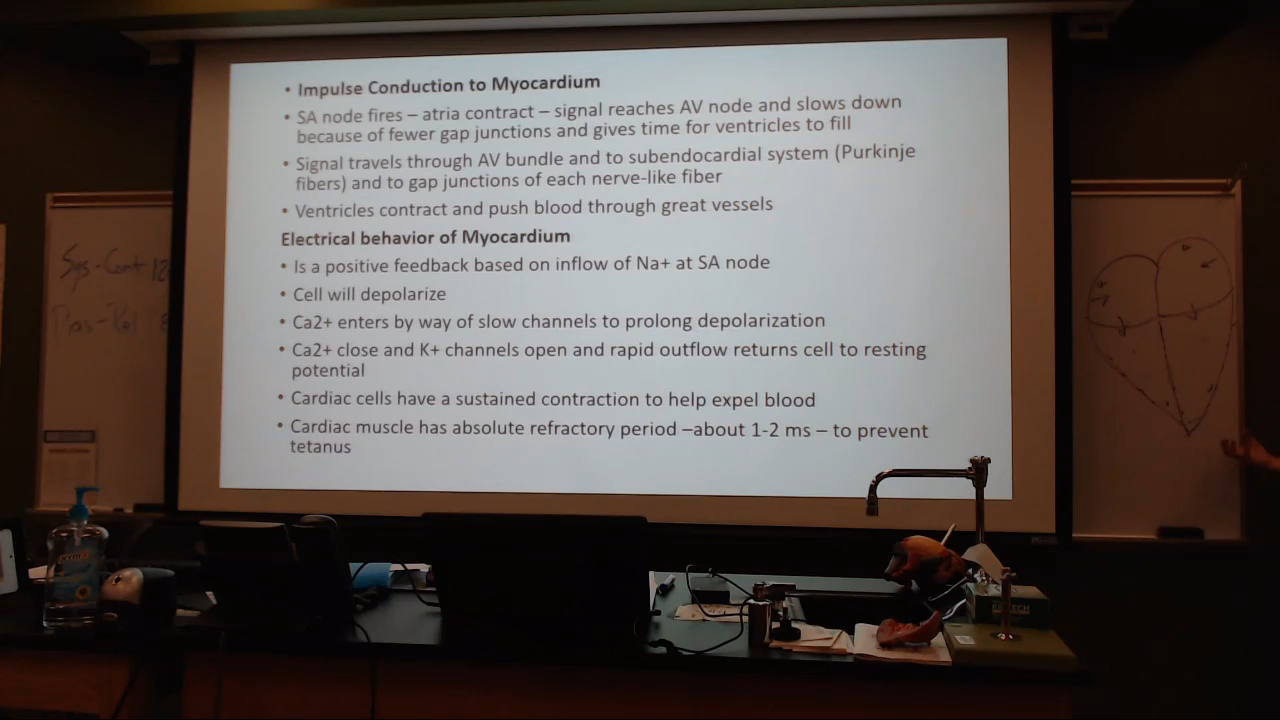 • Impulse Conduction to Myocardium
• SA node fires – atria contract – signal reaches AV node and slows down
because of fewer gap junctions and gives time for ventricles to fill
• Signal travels through AV bundle and to subendocardial system (Purkinje
fibers) and to gap junctions of each nerve-like fiber
• Ventricles contract and push blood through great vessels
Electrical behavior of Myocardium
• Is a positive feedback based on inflow of Na+ at SA node
• Cell will depolarize
• Ca2+ enters by way of slow channels to prolong depolarization
• Ca2+ close and K+ channels open and rapid outflow returns cell to resting
potential
• Cardiac cells have a sustained contraction to help expel blood
• Cardiac muscle has absolute refractory period –about 1-2 ms – to prevent
tetanus
Sys-Cont 12